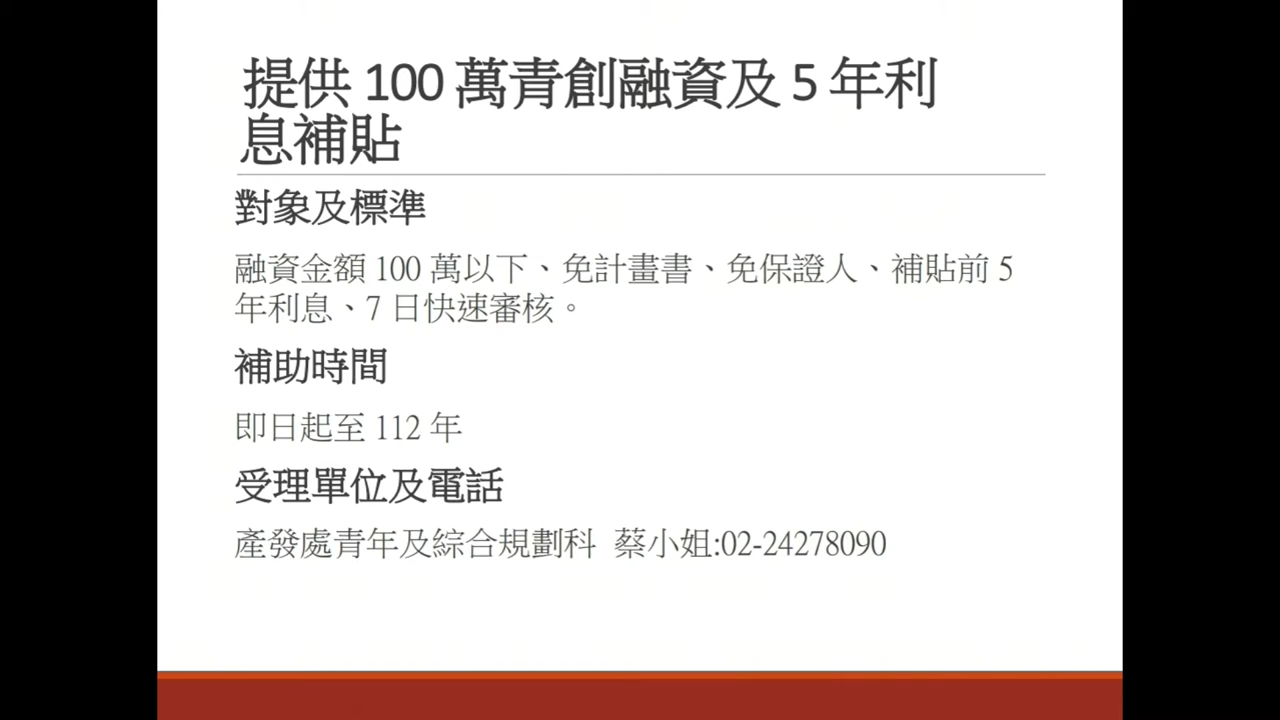 提供 100 萬青創融資及 5 年利
息補貼
對象及標準
融資金額 100 萬以下、免計畫書、免保證人、補貼前 5
年利息、7 日快速審核。
補助時間
即日起至 112 年
受理單位及電話
產發處青年及綜合規劃科 蔡小姐:02-24278090